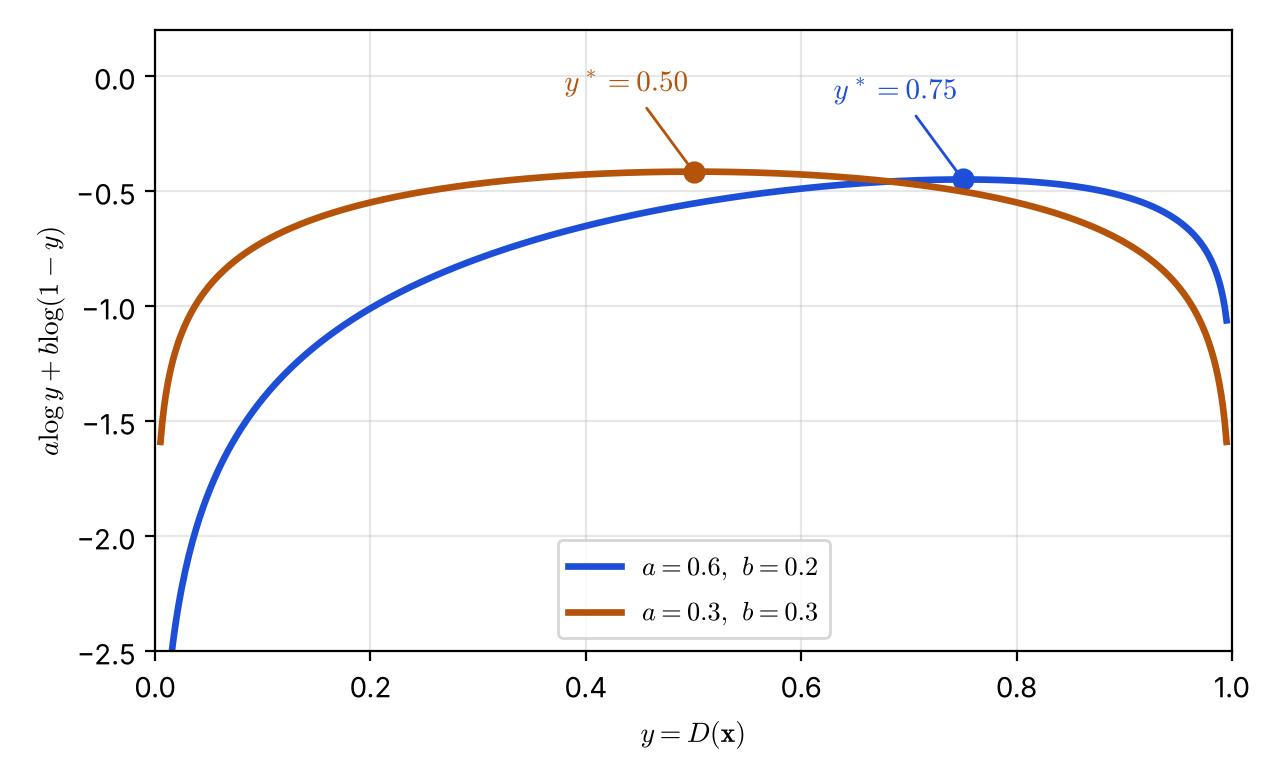 y* = 0.50
y* = 0.75
0.0
−0.5
−1.0
−1.5
−2.0
−2.5
a log y + b log(1 − y)
a = 0.6, b = 0.2
a = 0.3, b = 0.3
0.0 0.2 0.4 0.6 0.8 1.0
y = D(x)